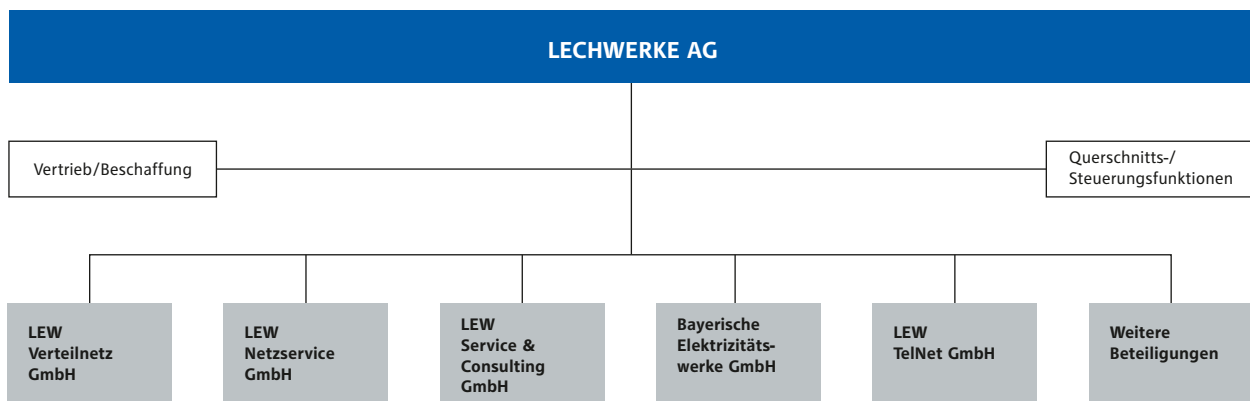 LECHWERKE AG
Vertrieb/Beschaffung
Querschnitts-/
Steuerungsfunktionen
LEW
Verteilnetz
GmbH
LEW
Netzservice
GmbH
LEW
Service &
Consulting
GmbH
Bayerische
Elektrizitäts-
werke GmbH
LEW
TelNet GmbH
Weitere
Beteiligungen